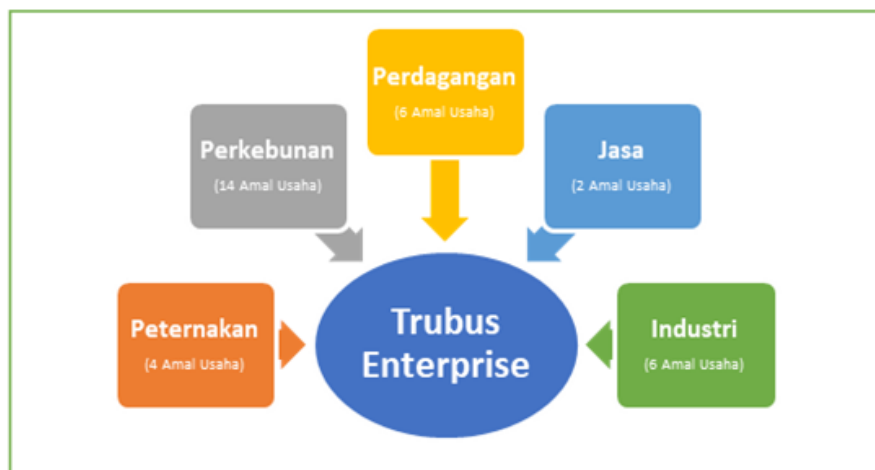 Perdagangan
(6 Amal Usaha)
Perkebunan
(14 Amal Usaha)
Jasa
(2 Amal Usaha)
Peternakan
(4 Amal Usaha)
Trubus
Enterprise
Industri
(6 Amal Usaha)